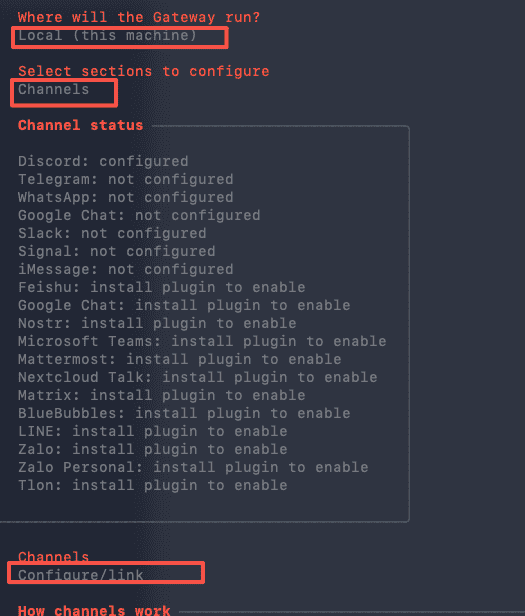 Where will the Gateway run?
Local (this machine)
Select sections to configure
Channels
Channel status
Discord: configured
Telegram: not configured
WhatsApp: not configured
Google Chat: not configured
Slack: not configured
Signal: not configured
iMessage: not configured
Feishu: install plugin to enable
Google Chat: install plugin to enable
Nostr: install plugin to enable
Microsoft Teams: install plugin to enable
Mattermost: install plugin to enable
Nextcloud Talk: install plugin to enable
Matrix: install plugin to enable
BlueBubbles: install plugin to enable
LINE: install plugin to enable
Zalo: install plugin to enable
Zalo Personal: install plugin to enable
Tlon: install plugin to enable
Channels
Configure/link
How channels work